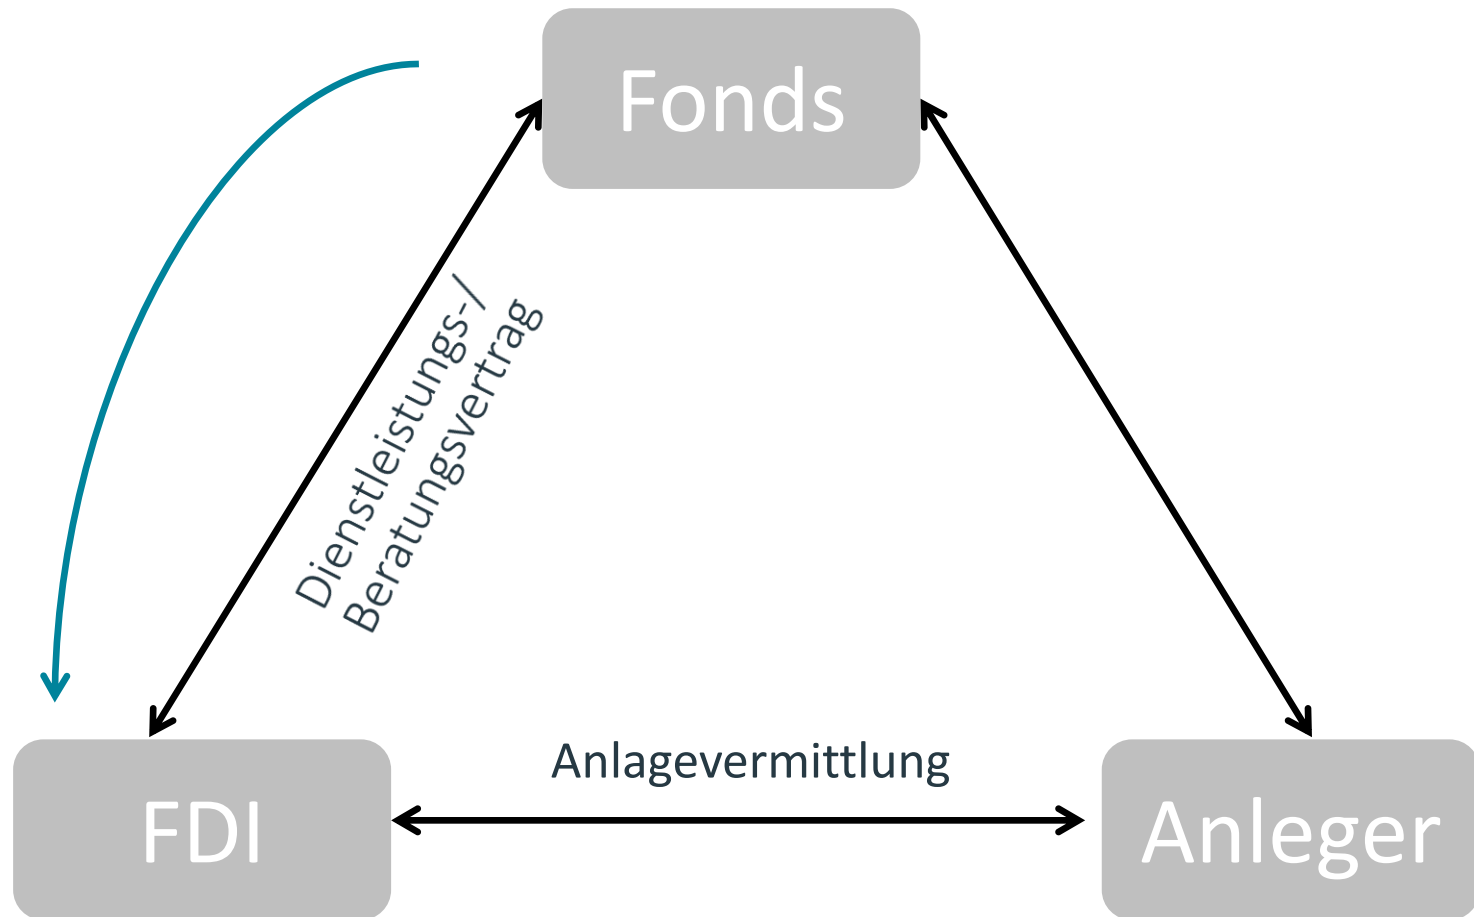 Fonds
Dienstleistungs-/
Beratungsvertrag
Anlagevermittlung
FDI
Anleger